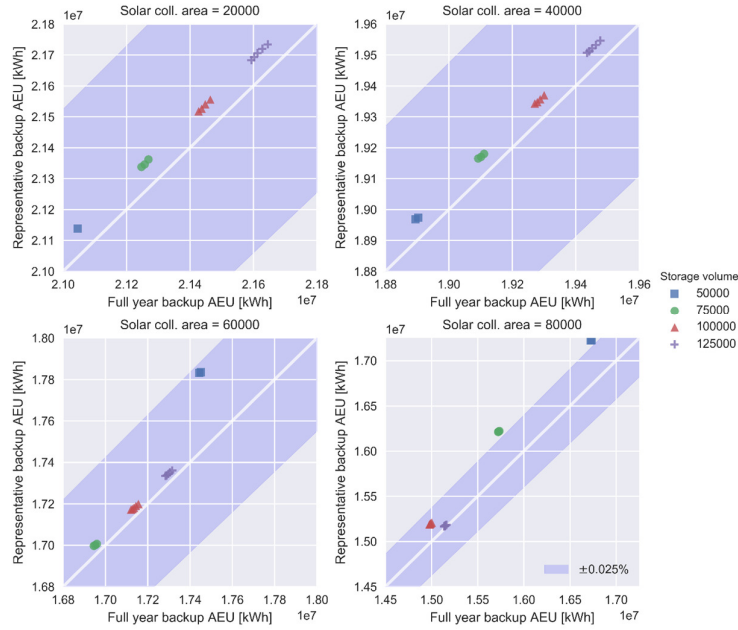 Solar coll. area = 20000
1e7
2.18
2.17
2.16
2.15
2.14
2.13
2.12
2.11
2.10
Representative backup AEU [kWh]
2.10 2.12 2.14 2.16 2.18
Full year backup AEU [kWh] 1e7
Solar coll. area = 40000
1e7
1.96
1.95
1.94
1.93
1.92
1.91
1.90
1.89
1.88
Representative backup AEU [kWh]
1.88 1.90 1.92 1.94 1.96
Full year backup AEU [kWh] 1e7
Storage volume
50000
75000
100000
125000
Solar coll. area = 60000
1e7
1.80
1.78
1.76
1.74
1.72
1.70
1.68
Representative backup AEU [kWh]
1.68 1.70 1.72 1.74 1.76 1.78 1.80
Full year backup AEU [kWh] 1e7
Solar coll. area = 80000
1e7
1.70
1.65
1.60
1.55
1.50
1.45
Representative backup AEU [kWh]
1.45 1.50 1.55 1.60 1.65 1.70
Full year backup AEU [kWh] 1e7
±0.025%